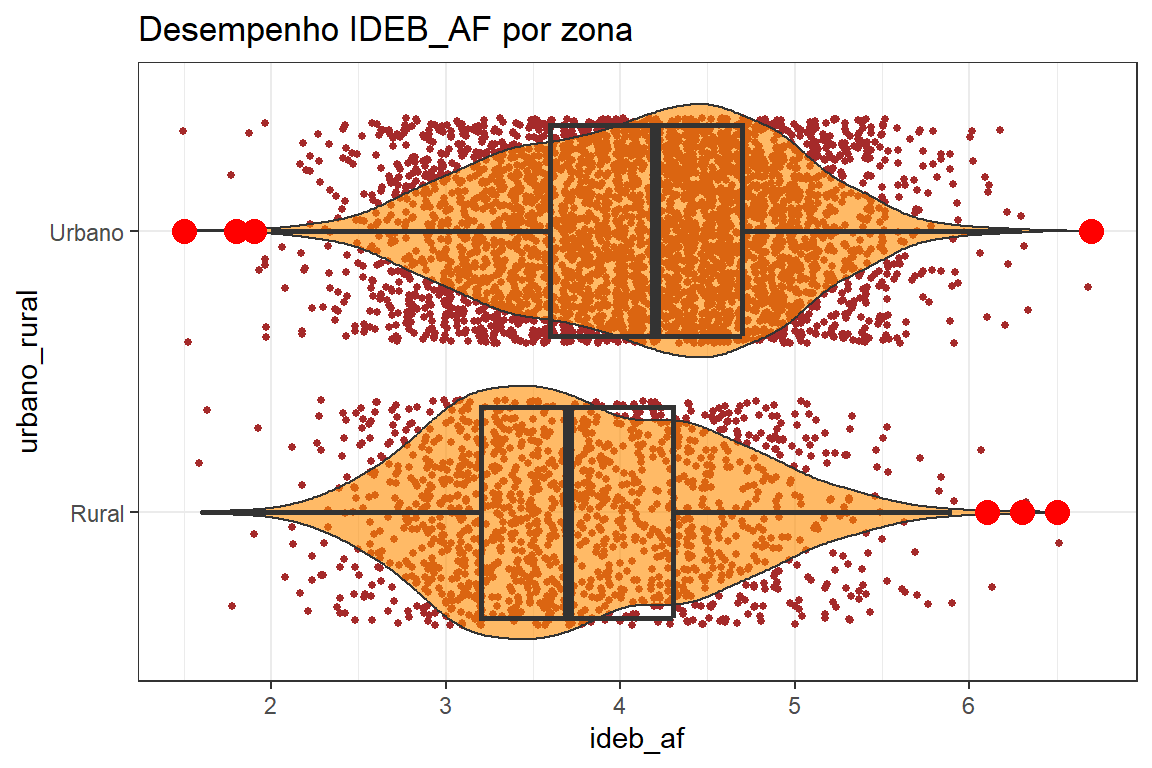 Desempenho IDEB_AF por zona
urbano_rural
Urbano
Rural
2 3 4 5 6
ideb_af